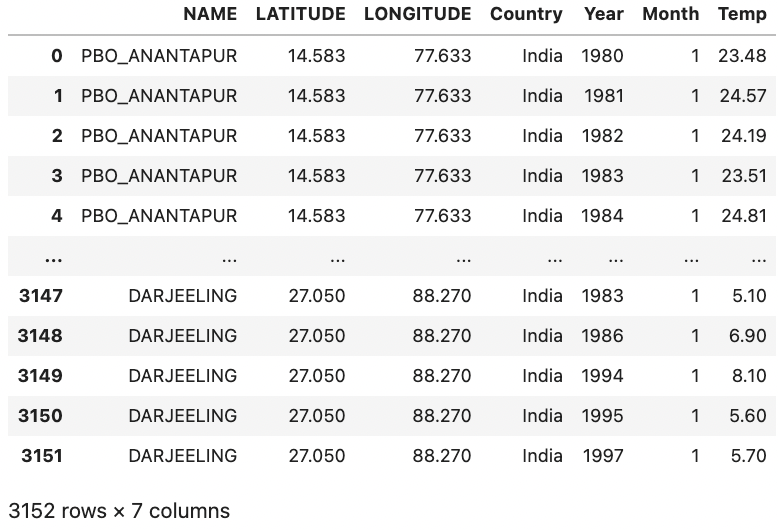 NAME LATITUDE LONGITUDE Country Year Month Temp
0 PBO_ANANTAPUR 14.583 77.633 India 1980 1 23.48
1 PBO_ANANTAPUR 14.583 77.633 India 1981 1 24.57
2 PBO_ANANTAPUR 14.583 77.633 India 1982 1 24.19
3 PBO_ANANTAPUR 14.583 77.633 India 1983 1 23.51
4 PBO_ANANTAPUR 14.583 77.633 India 1984 1 24.81
... ... ... ... ... ... ... ...
3147 DARJEELING 27.050 88.270 India 1983 1 5.10
3148 DARJEELING 27.050 88.270 India 1986 1 6.90
3149 DARJEELING 27.050 88.270 India 1994 1 8.10
3150 DARJEELING 27.050 88.270 India 1995 1 5.60
3151 DARJEELING 27.050 88.270 India 1997 1 5.70
3152 rows × 7 columns